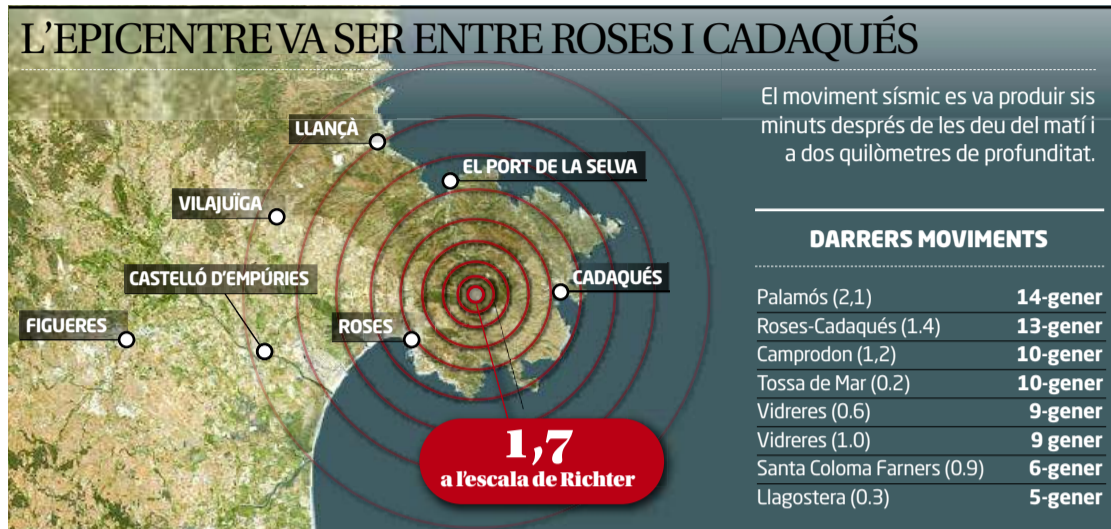 L'EPICENTRE VA SER ENTRE ROSES I CADAQUÉS
El moviment sísmic es va produir sis
minuts després de les deu del matí i
a dos quilòmetres de profunditat.
LLANÇÀ
EL PORT DE LA SELVA
VILAJUÏGA
CASTELLÓ D'EMPÚRIES
CADAQUÉS
FIGUERES
ROSES
1,7
a l'escala de Richter
DARRERS MOVIMENTS
Palamós (2,1) 14-gener
Roses-Cadaqués (1.4) 13-gener
Camprodon (1,2) 10-gener
Tossa de Mar (0.2) 10-gener
Vidreres (0.6) 9-gener
Vidreres (1.0) 9 gener
Santa Coloma Farners (0.9) 6-gener
Llagostera (0.3) 5-gener